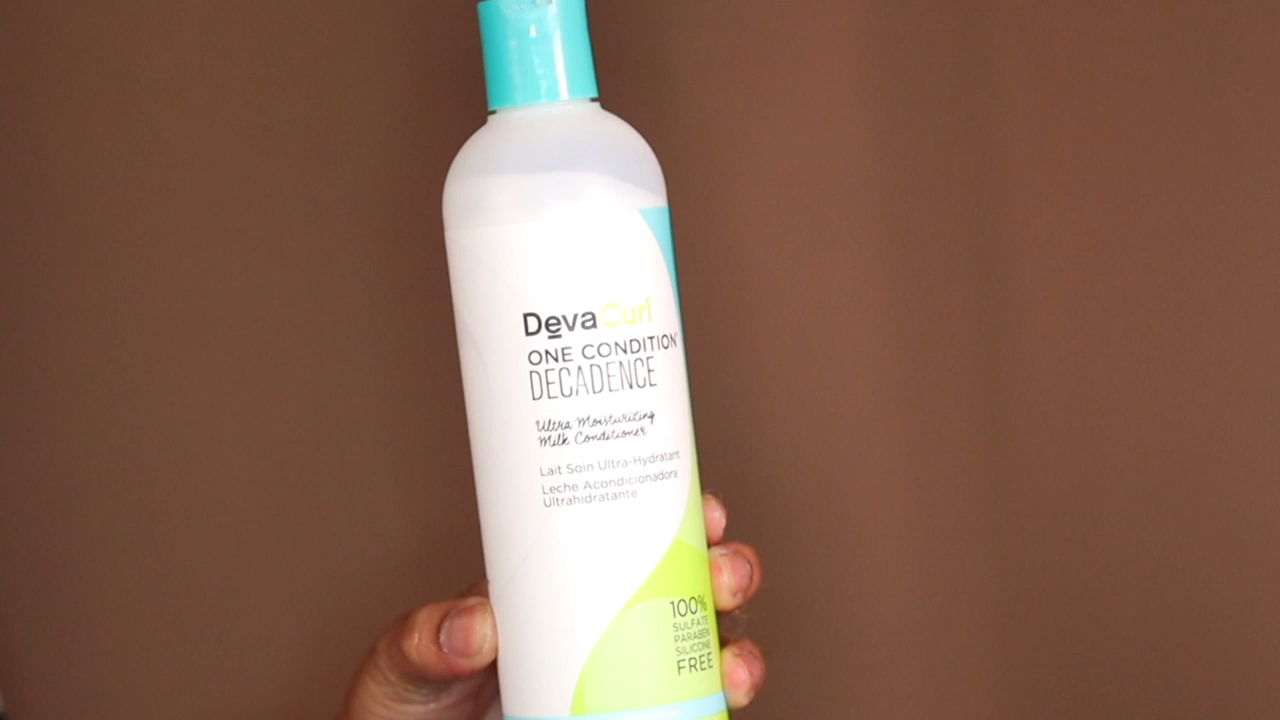 DevaCurl
ONE CONDITION
DECADENCE
Ultra Moisturizing
Milk Conditioner
Lait Soin Ultra-Hydratant
Leche Acondicionadora
Ultrahidratante
100%
SULFATE
PARABEN
SILICONE
FREE